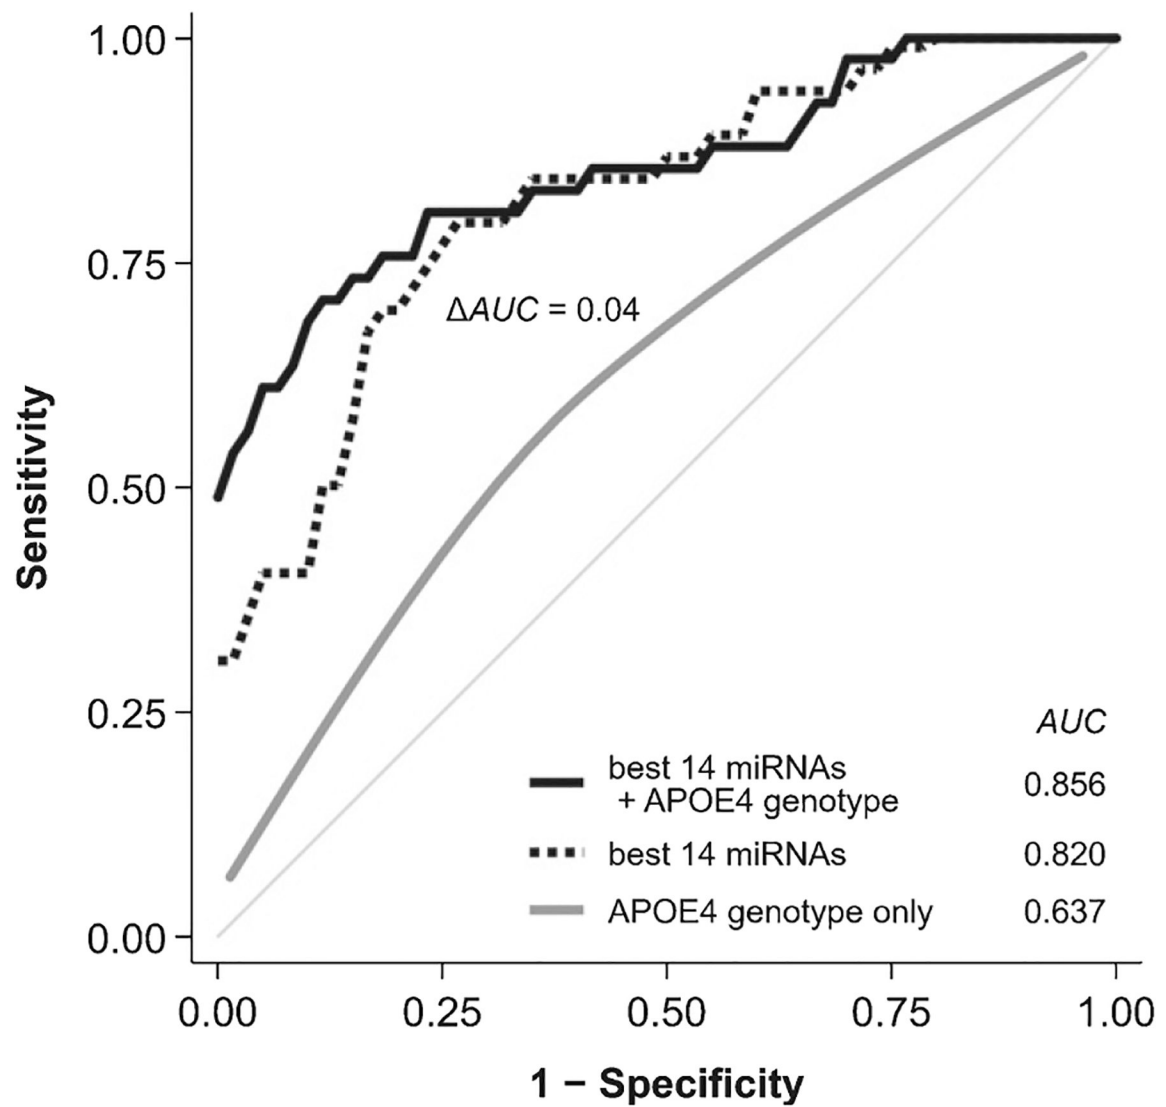 1.00
0.75
0.50
0.25
0.00
Sensitivity
ΔAUC = 0.04
AUC
best 14 miRNAs
+ APOE4 genotype 0.856
best 14 miRNAs 0.820
APOE4 genotype only 0.637
0.00 0.25 0.50 0.75 1.00
1 − Specificity